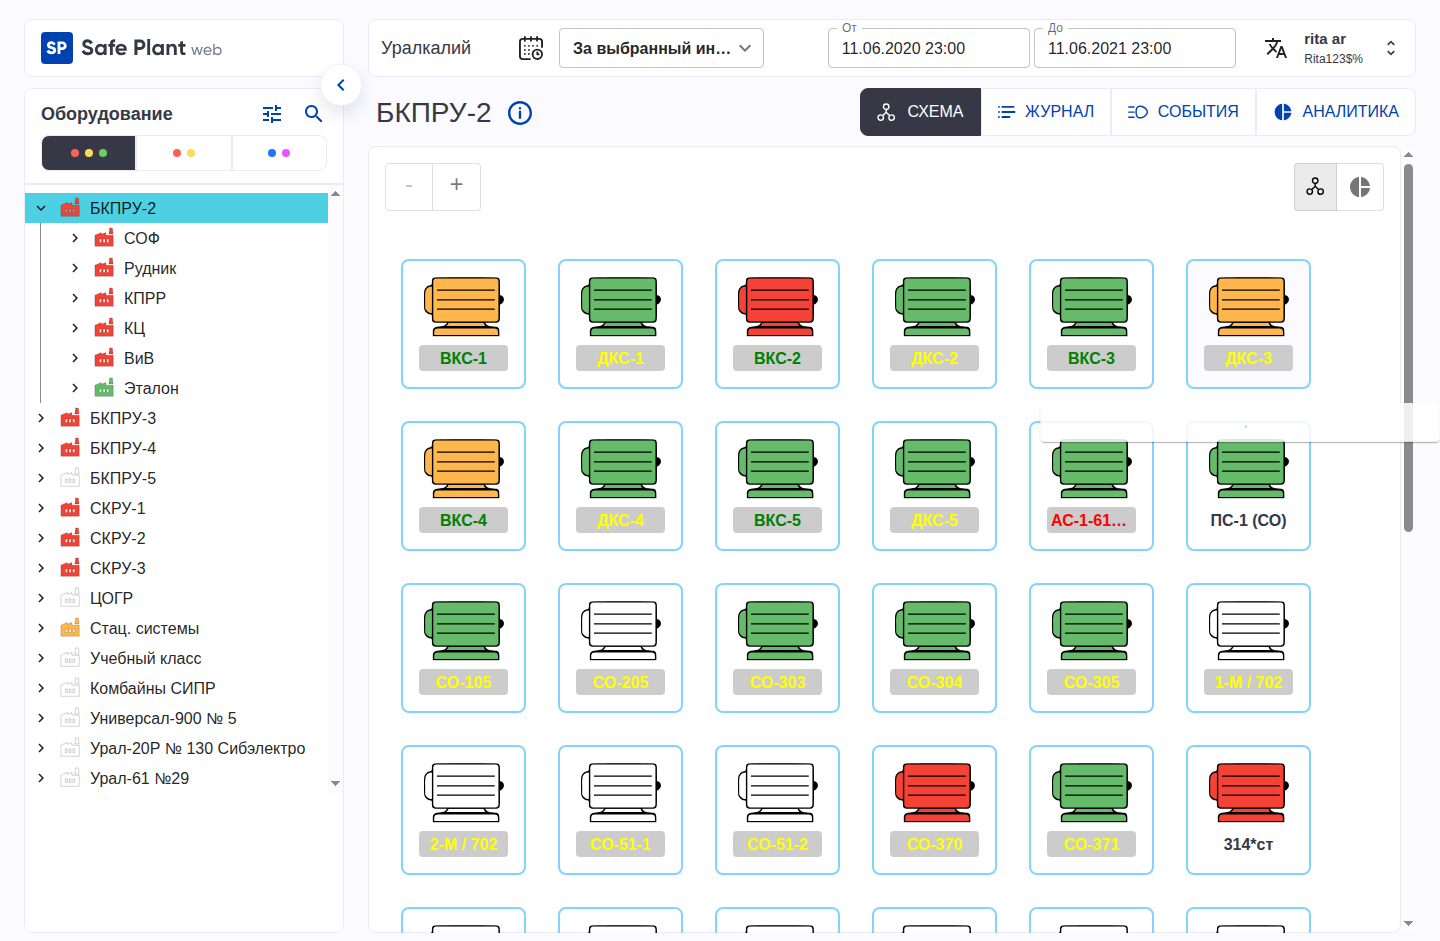 SP Safe Plant web
Уралкалий
За выбранный ин…
От
11.06.2020 23:00
До
11.06.2021 23:00
rita ar
Rita123$%
Оборудование
БКПРУ-2
СХЕМА
ЖУРНАЛ
СОБЫТИЯ
АНАЛИТИКА
БКПРУ-2
СОФ
Рудник
КПРР
КЦ
ВиВ
Эталон
БКПРУ-3
БКПРУ-4
БКПРУ-5
СКРУ-1
СКРУ-2
СКРУ-3
ЦОГР
Стац. системы
Учебный класс
Комбайны СИПР
Универсал-900 № 5
Урал-20Р № 130 Сибэлектро
Урал-61 №29
- +
ВКС-1 ДКС-1 ВКС-2 ДКС-2 ВКС-3 ДКС-3
ВКС-4 ДКС-4 ВКС-5 ДКС-5 АС-1-61… ПС-1 (СО)
СО-105 СО-205 СО-303 СО-304 СО-305 1-М / 702
2-М / 702 СО-51-1 СО-51-2 СО-370 СО-371 314*ст